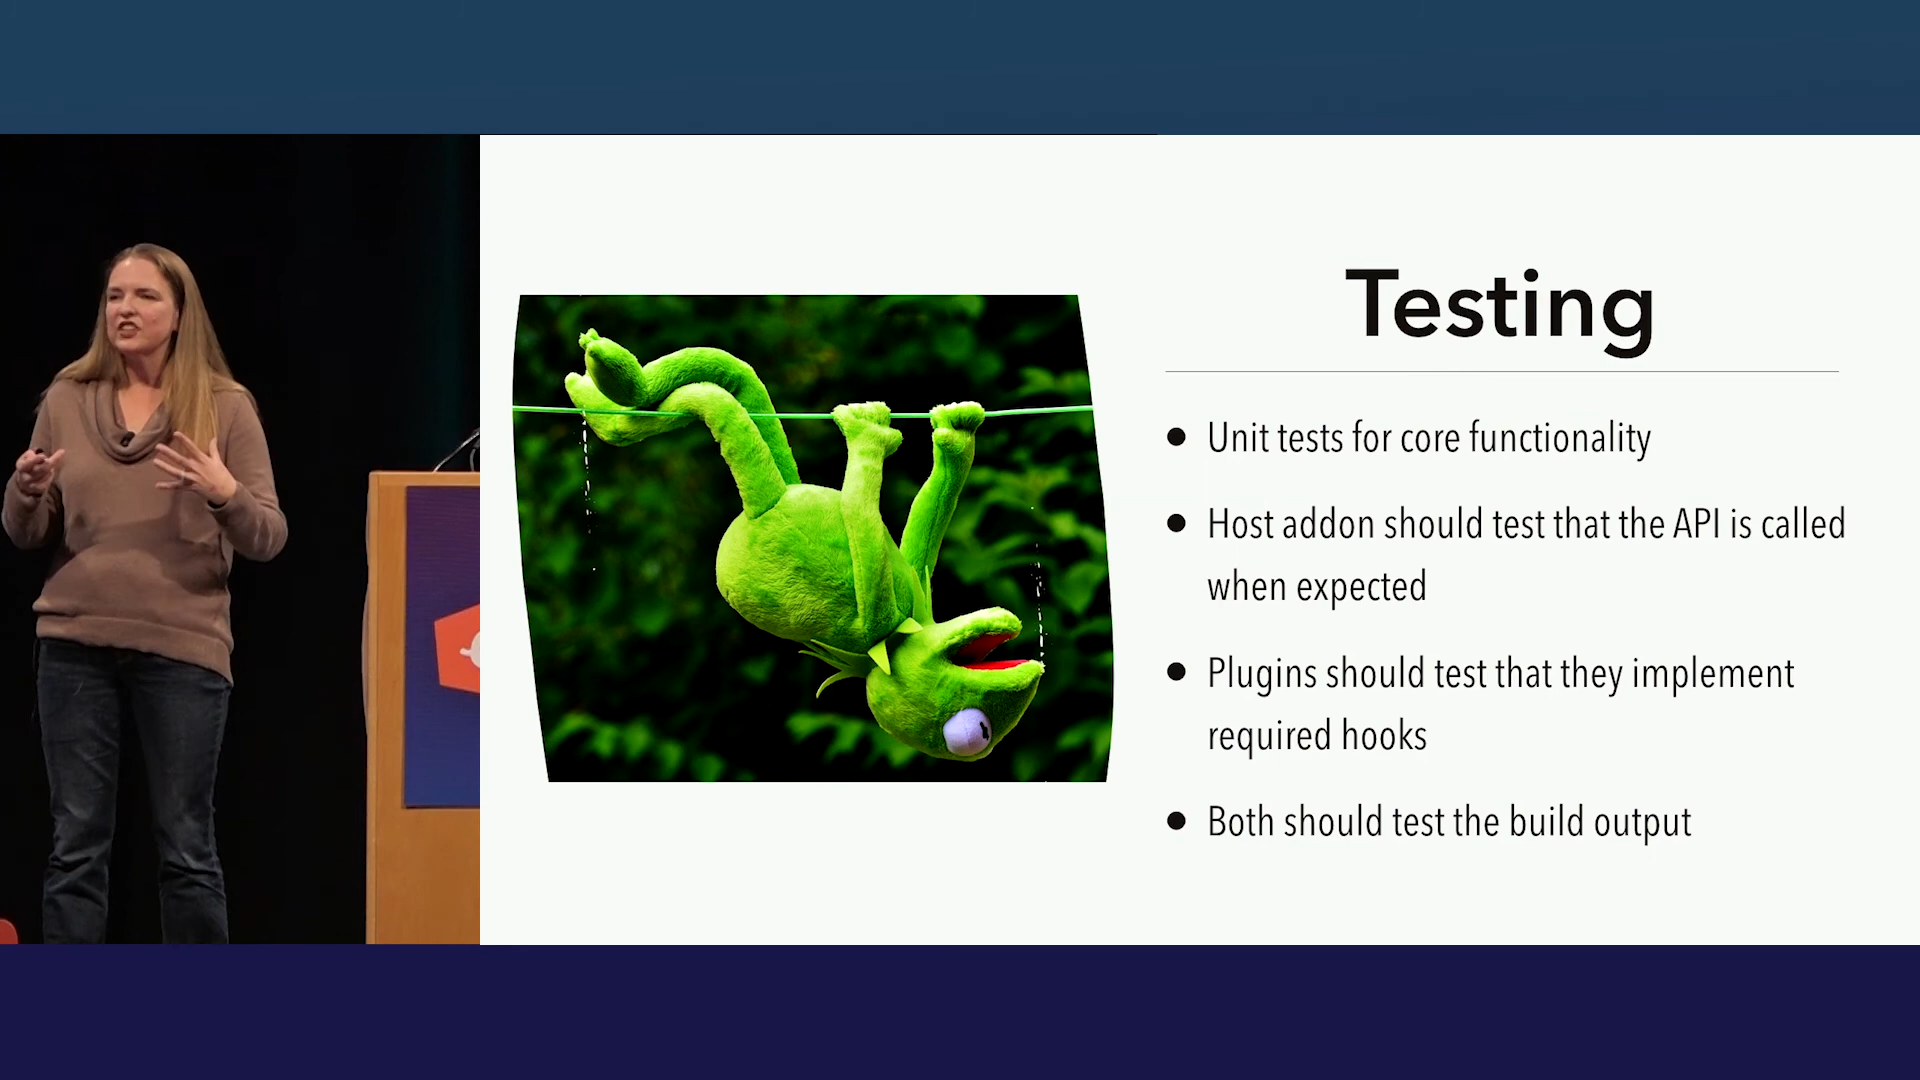 Testing
● Unit tests for core functionality
● Host addon should test that the API is called
when expected
● Plugins should test that they implement
required hooks
● Both should test the build output